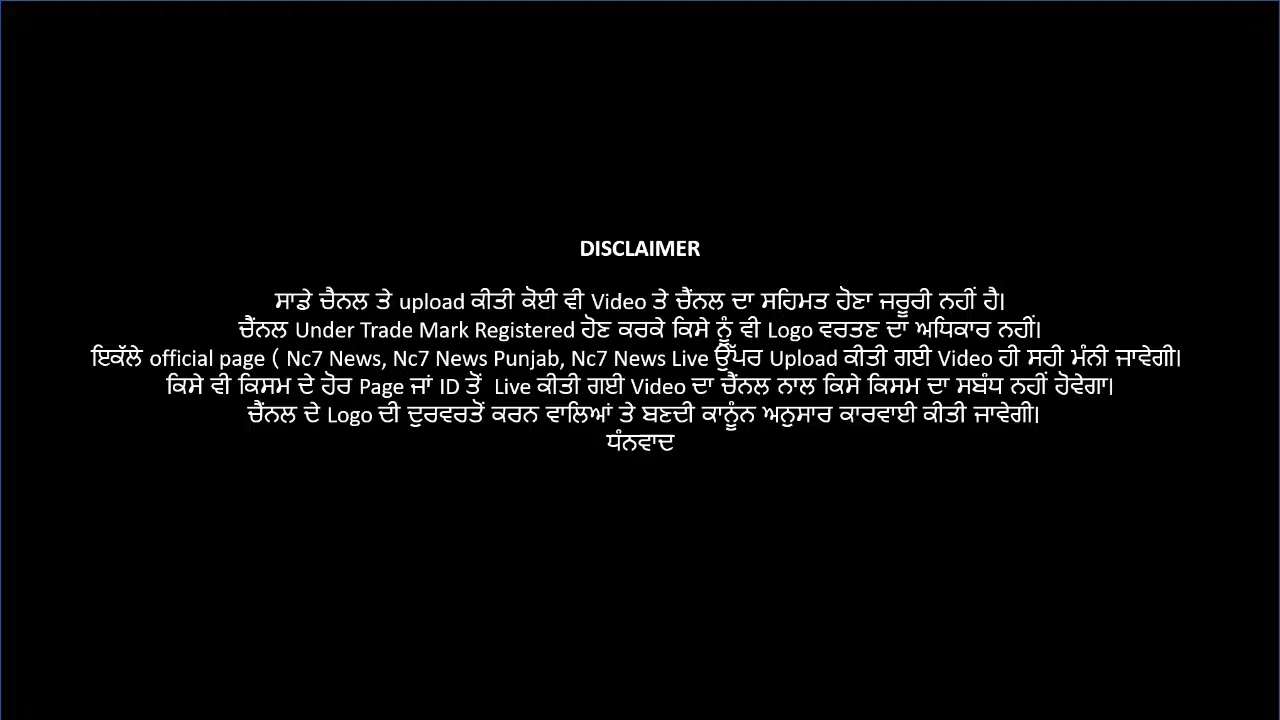 DISCLAIMER
ਸਾਡੇ ਚੈਨਲ ਤੇ upload ਕੀਤੀ ਕੋਈ ਵੀ Video ਤੇ ਚੈਂਨਲ ਦਾ ਸਹਿਮਤ ਹੋਣਾ ਜਰੂਰੀ ਨਹੀਂ ਹੈ।
ਚੈਂਨਲ Under Trade Mark Registered ਹੋਣ ਕਰਕੇ ਕਿਸੇ ਨੂੰ ਵੀ Logo ਵਰਤਣ ਦਾ ਅਧਿਕਾਰ ਨਹੀਂ।
ਇਕੱਲੇ official page ( Nc7 News, Nc7 News Punjab, Nc7 News Live ਉੱਪਰ Upload ਕੀਤੀ ਗਈ Video ਹੀ ਸਹੀ ਮੰਨੀ ਜਾਵੇਗੀ।
ਕਿਸੇ ਵੀ ਕਿਸਮ ਦੇ ਹੋਰ Page ਜਾਂ ID ਤੋਂ  Live ਕੀਤੀ ਗਈ Video ਦਾ ਚੈਂਨਲ ਨਾਲ ਕਿਸੇ ਕਿਸਮ ਦਾ ਸਬੰਧ ਨਹੀਂ ਹੋਵੇਗਾ।
ਚੈਂਨਲ ਦੇ Logo ਦੀ ਦੁਰਵਰਤੋਂ ਕਰਨ ਵਾਲਿਆਂ ਤੇ ਬਣਦੀ ਕਾਨੂੰਨ ਅਨੁਸਾਰ ਕਾਰਵਾਈ ਕੀਤੀ ਜਾਵੇਗੀ।
ਧੰਨਵਾਦ